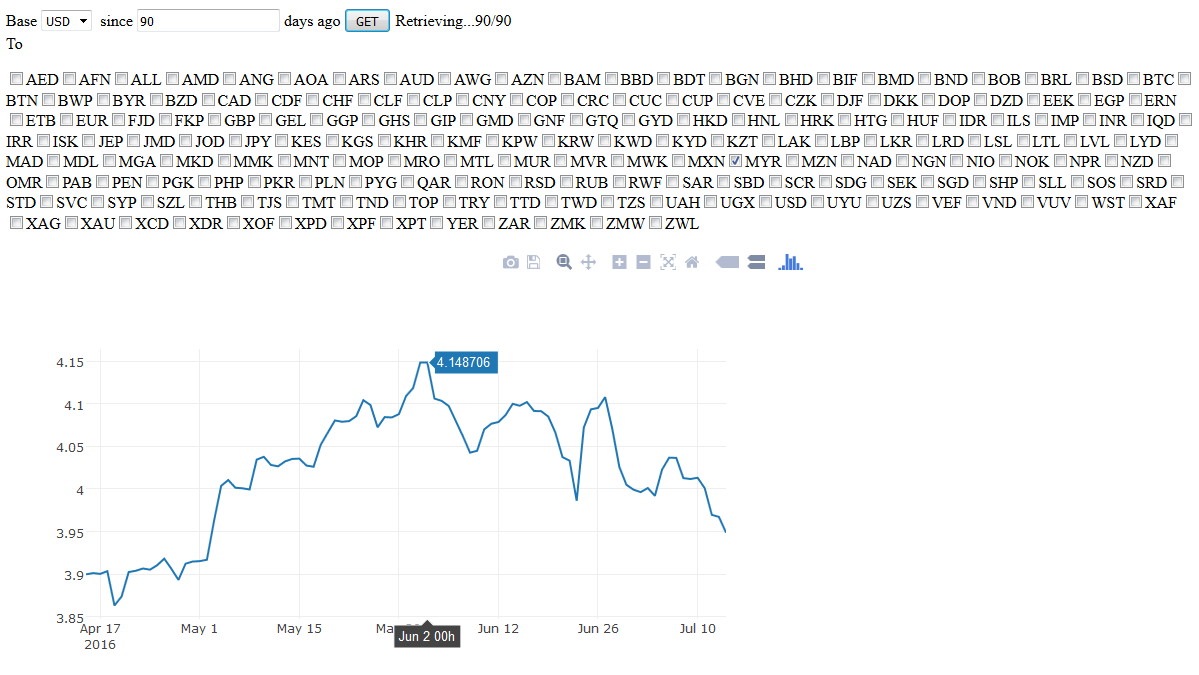 Base USD since 90 days ago GET Retrieving...90/90
To
AED AFN ALL AMD ANG AOA ARS AUD AWG AZN BAM BBD BDT BGN BHD BIF BMD BND BOB BRL BSD BTC
BTN BWP BYR BZD CAD CDF CHF CLF CLP CNY COP CRC CUC CUP CVE CZK DJF DKK DOP DZD EEK EGP ERN
ETB EUR FJD FKP GBP GEL GGP GHS GIP GMD GNF GTQ GYD HKD HNL HRK HTG HUF IDR ILS IMP INR IQD
IRR ISK JEP JMD JOD JPY KES KGS KHR KMF KPW KRW KWD KYD KZT LAK LBP LKR LRD LSL LTL LVL LYD
MAD MDL MGA MKD MMK MNT MOP MRO MTL MUR MVR MWK MXN MYR MZN NAD NGN NIO NOK NPR NZD
OMR PAB PEN PGK PHP PKR PLN PYG QAR RON RSD RUB RWF SAR SBD SCR SDG SEK SGD SHP SLL SOS SRD
STD SVC SYP SZL THB TJS TMT TND TOP TRY TTD TWD TZS UAH UGX USD UYU UZS VEF VND VUV WST XAF
XAG XAU XCD XDR XOF XPD XPF XPT YER ZAR ZMK ZMW ZWL
4.15
4.148706
4.1
4.05
4
3.95
3.9
3.85
Apr 17 May 1 May 15 Jun 2 00h Jun 12 Jun 26 Jul 10
2016